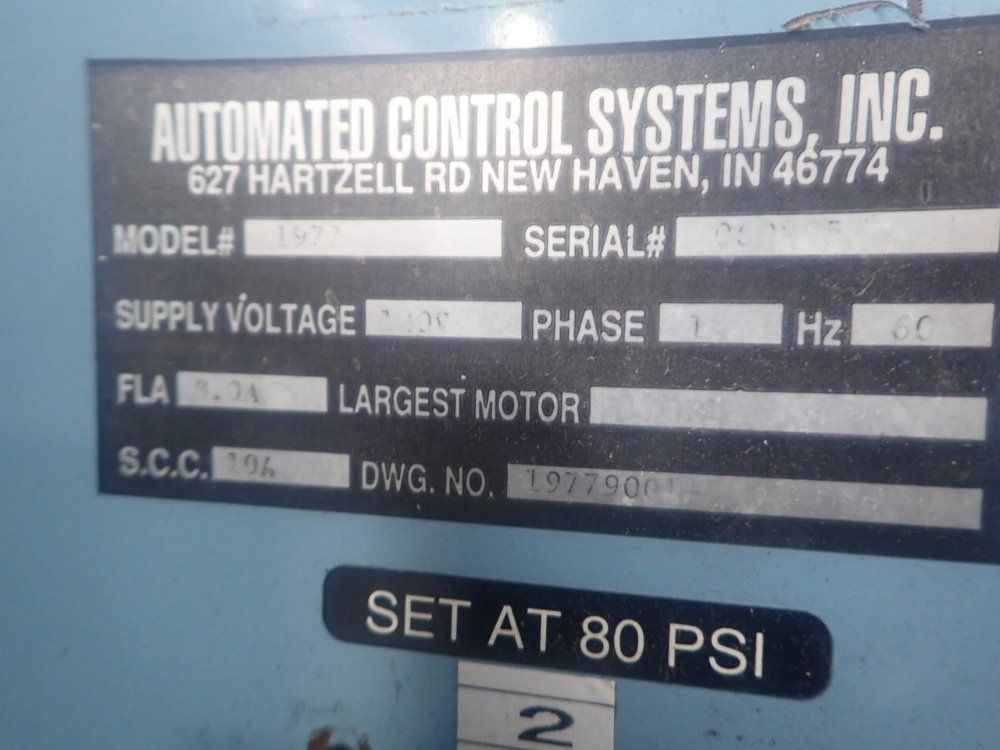 AUTOMATED CONTROL SYSTEMS, INC.
627 HARTZELL RD NEW HAVEN, IN 46774
MODEL# SERIAL#
SUPPLY VOLTAGE PHASE 1 Hz 60
FLA LARGEST MOTOR
S.C.C. DWG. NO.
SET AT 80 PSI
2